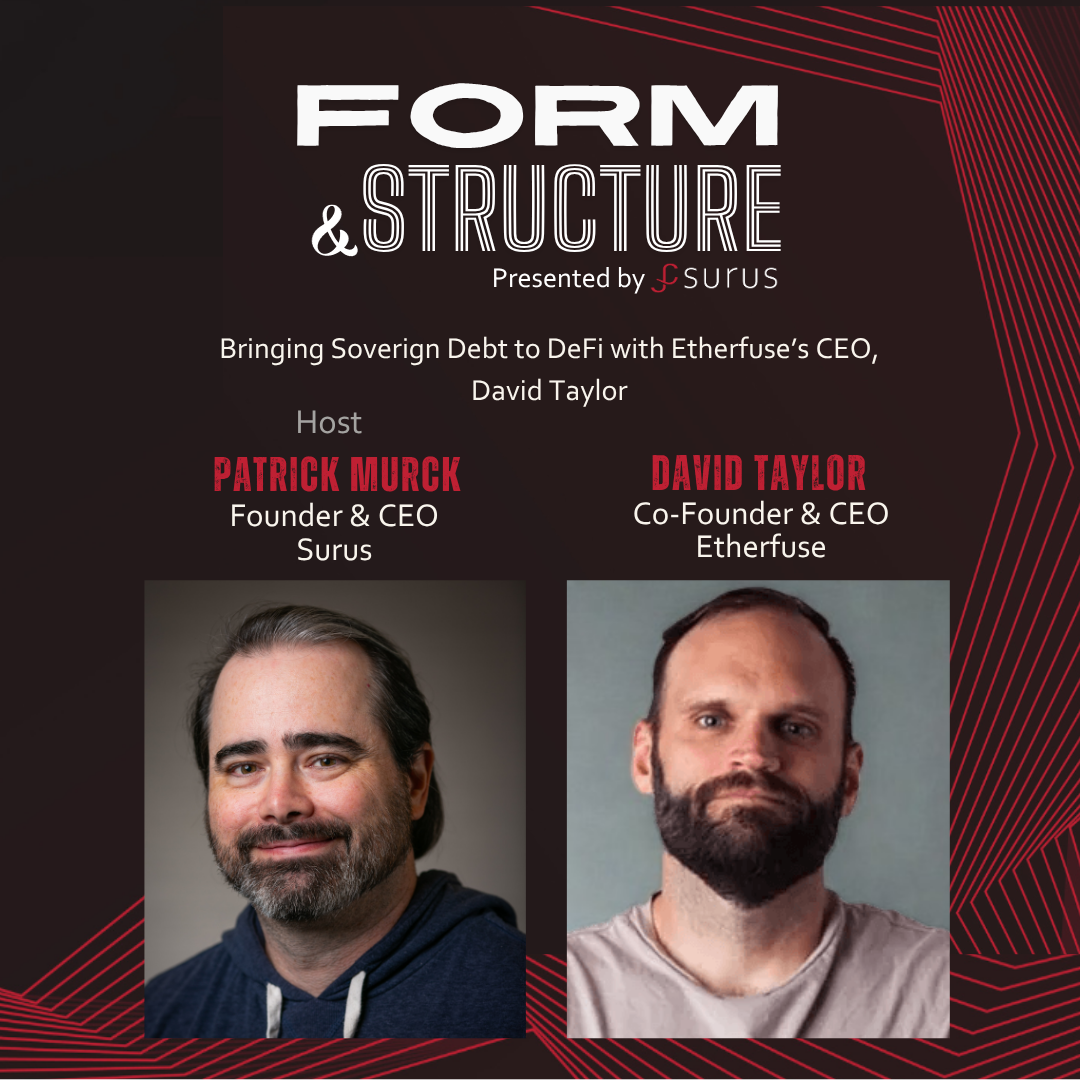 FORM
& STRUCTURE
Presented by surus
Bringing Soverign Debt to DeFi with Etherfuse’s CEO,
David Taylor
Host
PATRICK MURCK
Founder & CEO
Surus
DAVID TAYLOR
Co-Founder & CEO
Etherfuse